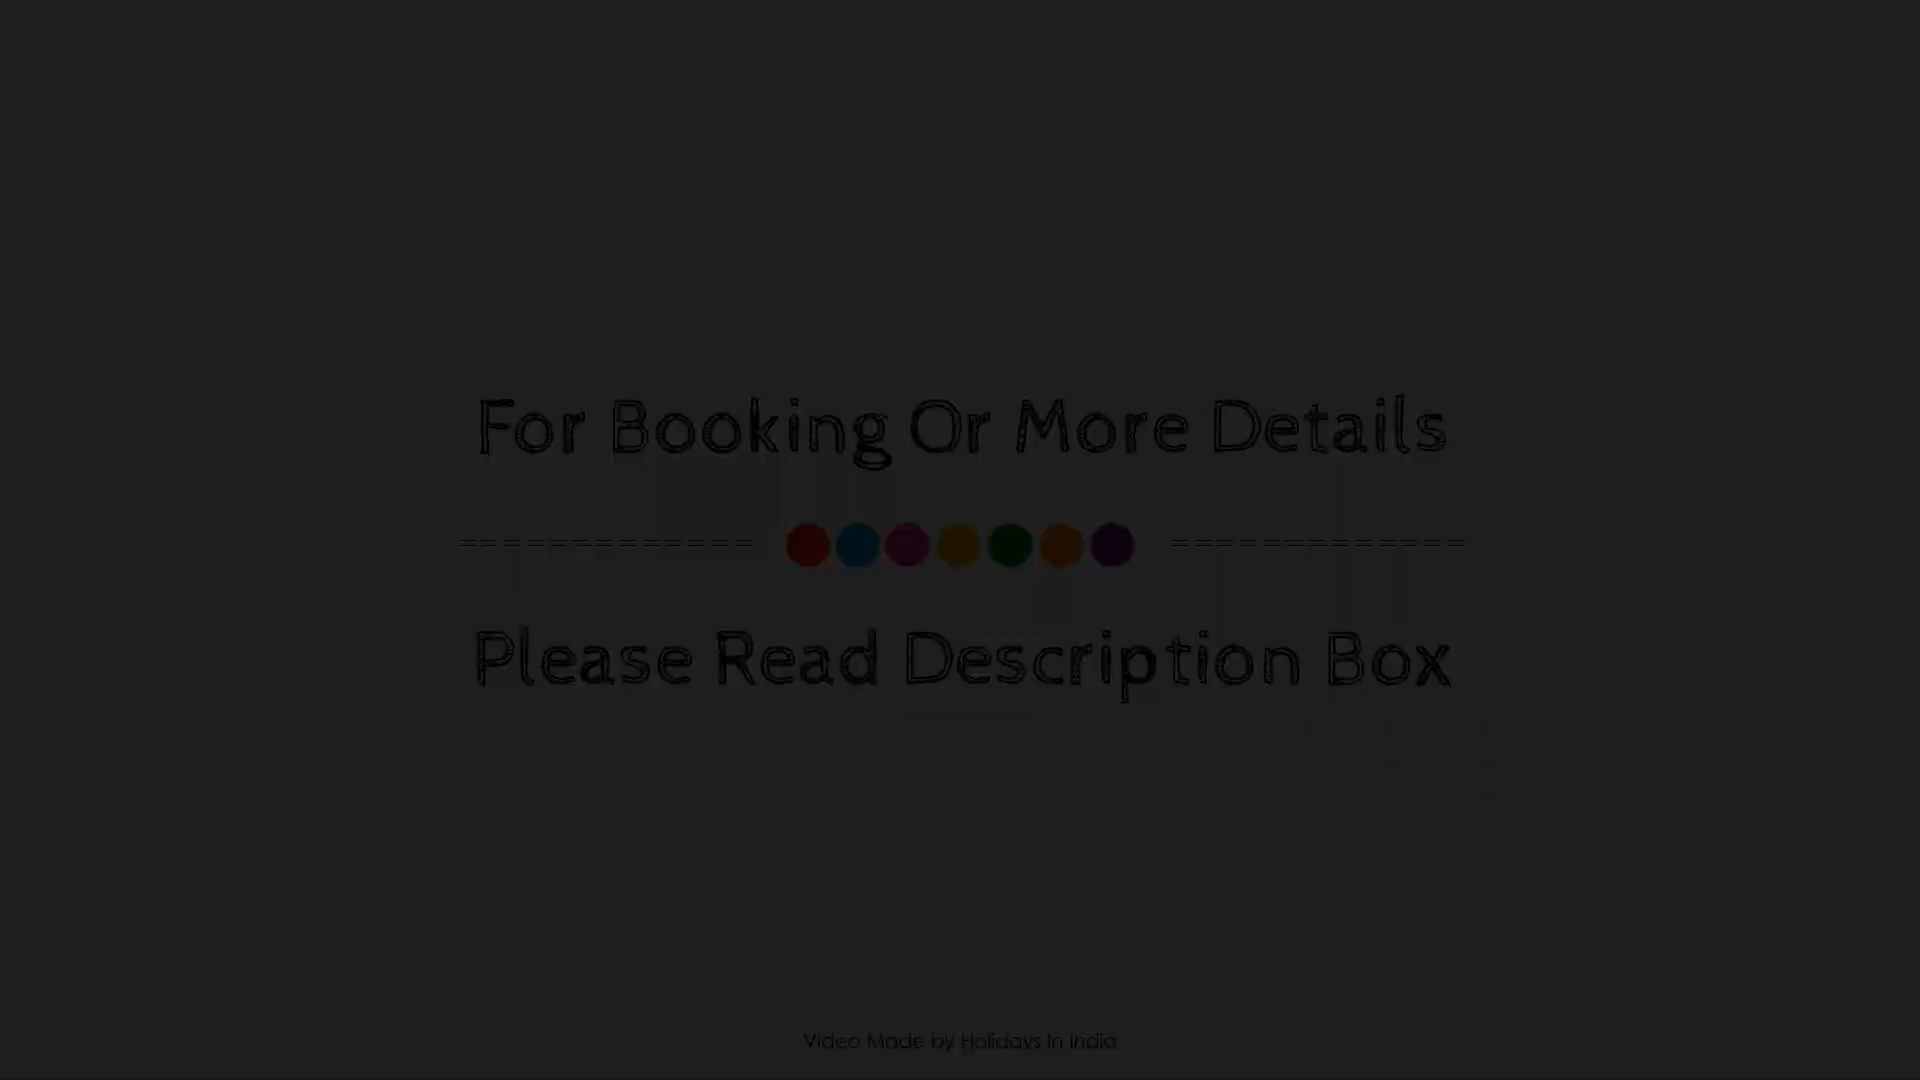 For Booking Or More Details
Please Read Description Box
Video Made by Holidays In India